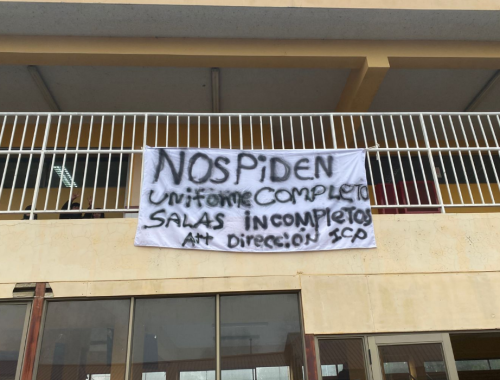 NOS PiDEN
UNiforme COMPLETO
SALAS iNCOMPLETOS
Att DiRECCiÓN ICP